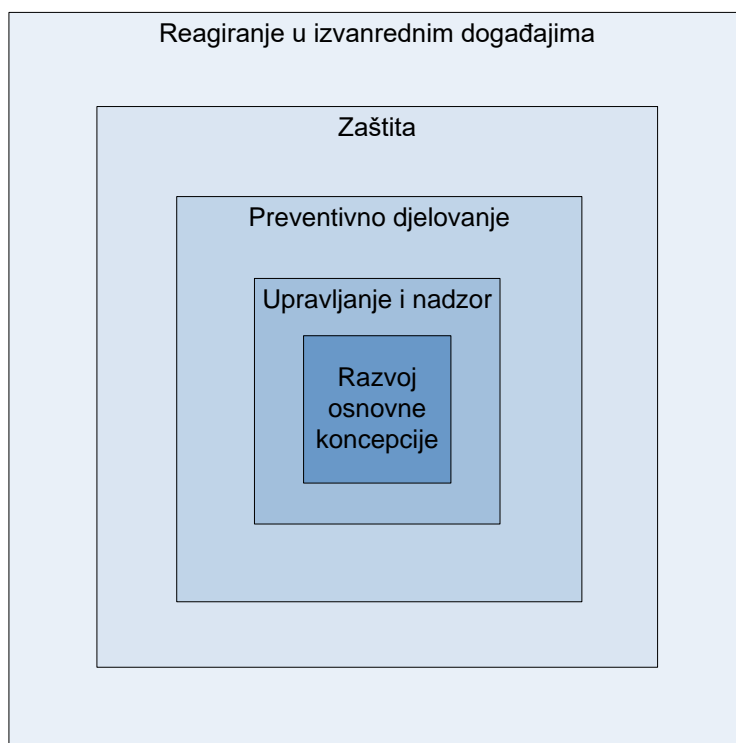 Reagiranje u izvanrednim događajima
Zaštita
Preventivno djelovanje
Upravljanje i nadzor
Razvoj
osnovne
koncepcije